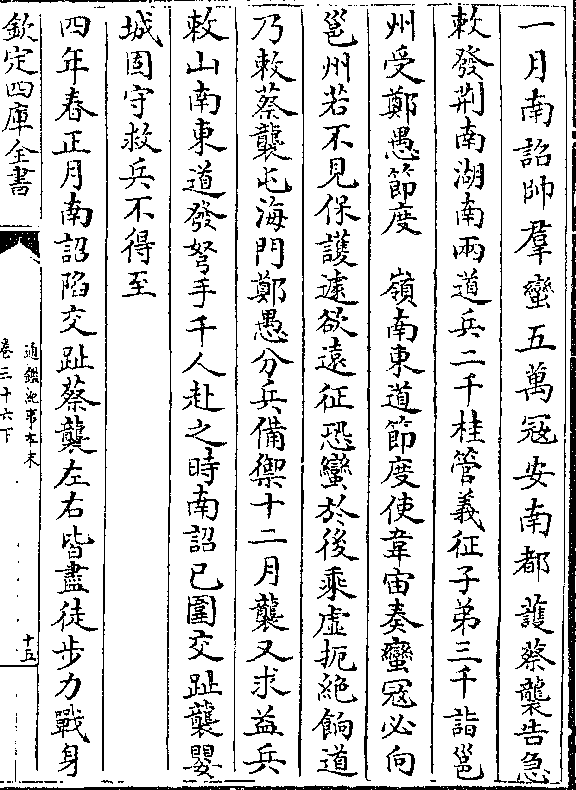 一月南詔帥羣蠻五萬寇安南都護蔡襲告急
敕發荆南湖南兩道兵二千桂管義征子弟三千詣邕
州受鄭愚節度 嶺南東道節度使韋宙奏蠻寇必向
邕州若不見保護遽欲遠征恐蠻於後乘虛扼絶餉道
乃敕蔡襲屯海門鄭愚分兵備禦十二月襲又求益兵
敕山南東道發弩手千人赴之時南詔已圍交趾襲嬰
城固守救兵不得至
四年春正月南詔陷交趾蔡襲左右皆盡徒步力戰身
欽定四庫全書
通鑑紀事本末
卷三十六下
十五